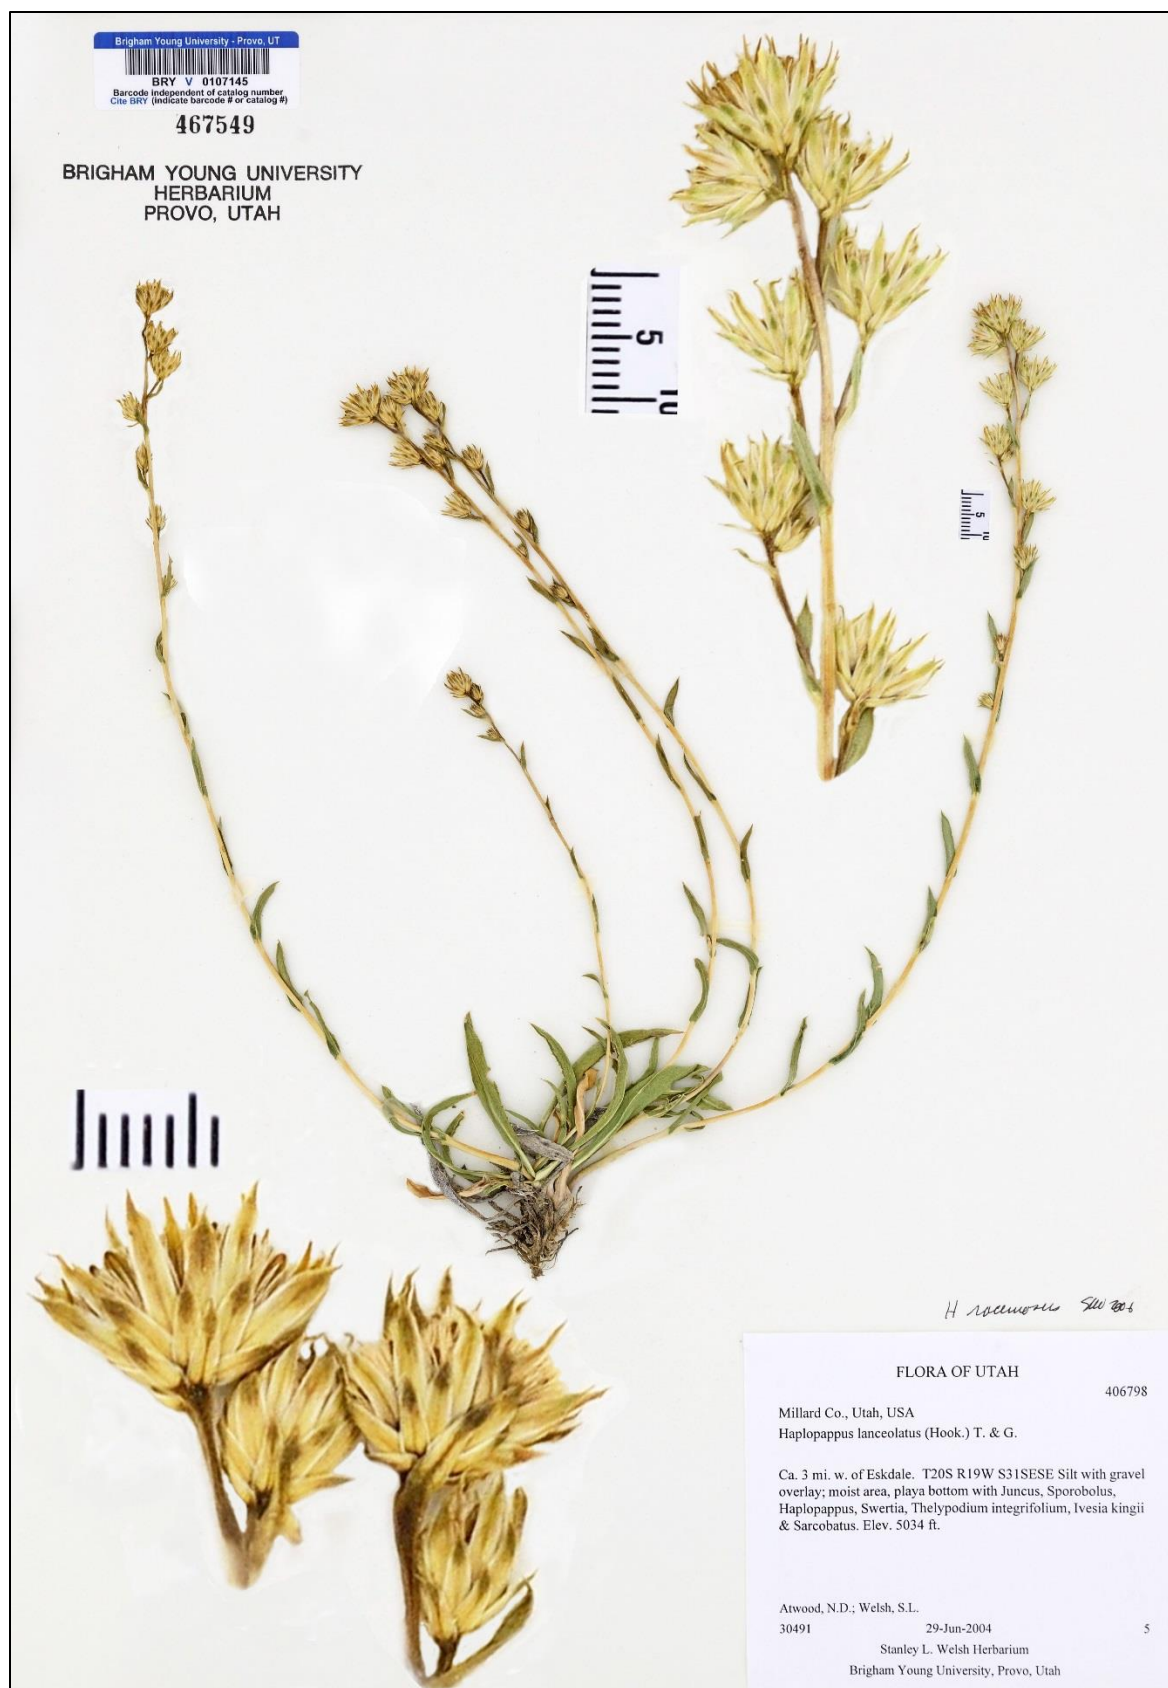 Brigham Young University - Provo, UT
BRY V 0107145
Barcode independent of catalog number
Cite BRY (indicate barcode # or catalog #)
467549
BRIGHAM YOUNG UNIVERSITY
HERBARIUM
PROVO, UTAH
5
10
5
10
H racemosus SLW 2006
FLORA OF UTAH
406798
Millard Co., Utah, USA
Haplopappus lanceolatus (Hook.) T. & G.
Ca. 3 mi. w. of Eskdale. T20S R19W S31SESE Silt with gravel
overlay; moist area, playa bottom with Juncus, Sporobolus,
Haplopappus, Swertia, Thelypodium integrifolium, Ivesia kingii
& Sarcobatus. Elev. 5034 ft.
Atwood, N.D.; Welsh, S.L.
30491 29-Jun-2004 5
Stanley L. Welsh Herbarium
Brigham Young University, Provo, Utah